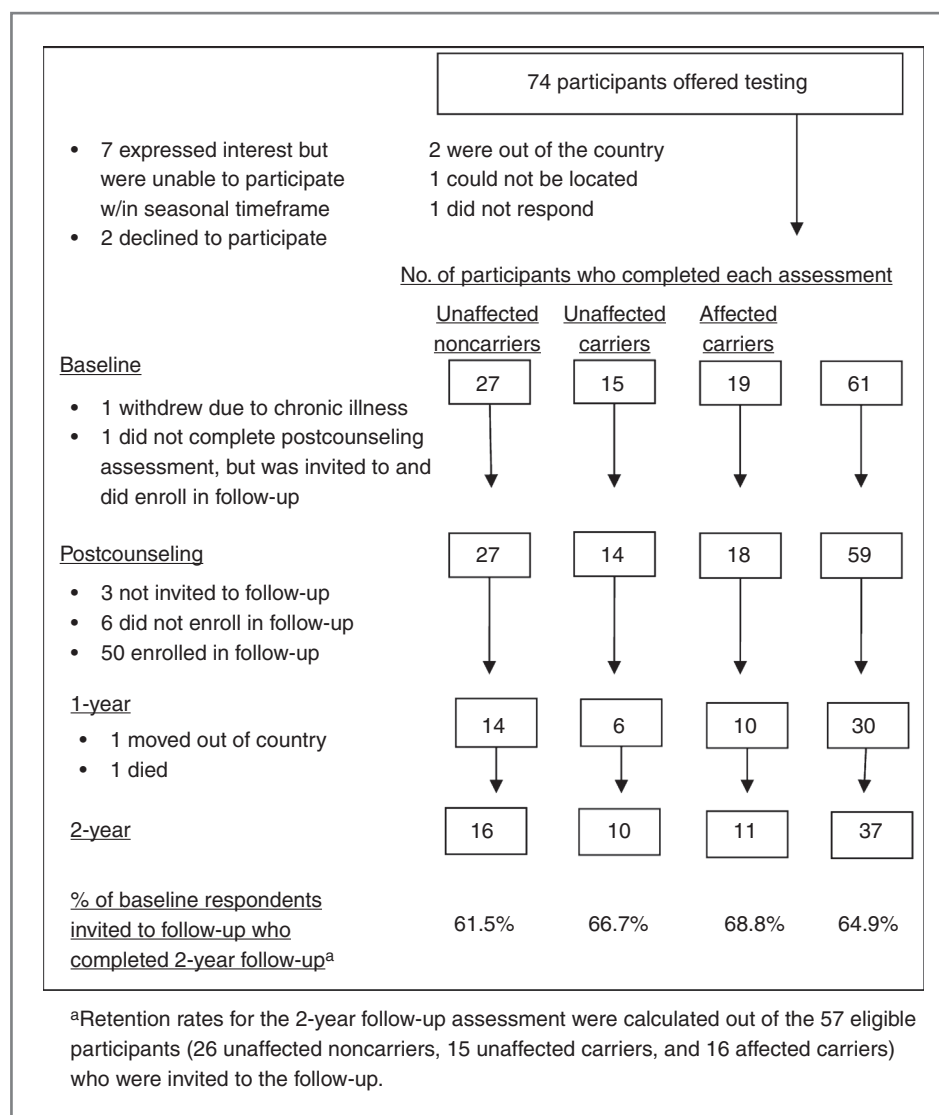 74 participants offered testing
• 7 expressed interest but
were unable to participate
w/in seasonal timeframe
• 2 declined to participate
2 were out of the country
1 could not be located
1 did not respond
No. of participants who completed each assessment
Unaffected noncarriers
Unaffected carriers
Affected carriers
Baseline
27 15 19 61
• 1 withdrew due to chronic illness
• 1 did not complete postcounseling
assessment, but was invited to and
did enroll in follow-up
Postcounseling
27 14 18 59
• 3 not invited to follow-up
• 6 did not enroll in follow-up
• 50 enrolled in follow-up
1-year
14 6 10 30
• 1 moved out of country
• 1 died
2-year
16 10 11 37
% of baseline respondents
invited to follow-up who
completed 2-year follow-upᵃ
61.5% 66.7% 68.8% 64.9%
ᵃRetention rates for the 2-year follow-up assessment were calculated out of the 57 eligible
participants (26 unaffected noncarriers, 15 unaffected carriers, and 16 affected carriers)
who were invited to the follow-up.